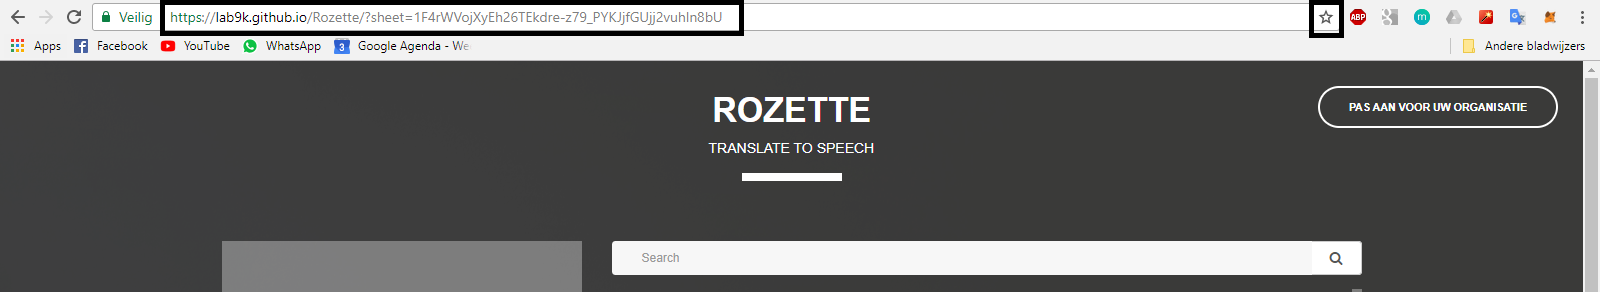 Veilig https://lab9k.github.io/Rozette/?sheet=1F4rWVojXyEh26TEkdre-z79_PYKJjfGUjj2vuhIn8bU ABP m
Apps Facebook YouTube WhatsApp 3 Google Agenda - We Andere bladwijzers
ROZETTE
PAS AAN VOOR UW ORGANISATIE
TRANSLATE TO SPEECH
Search